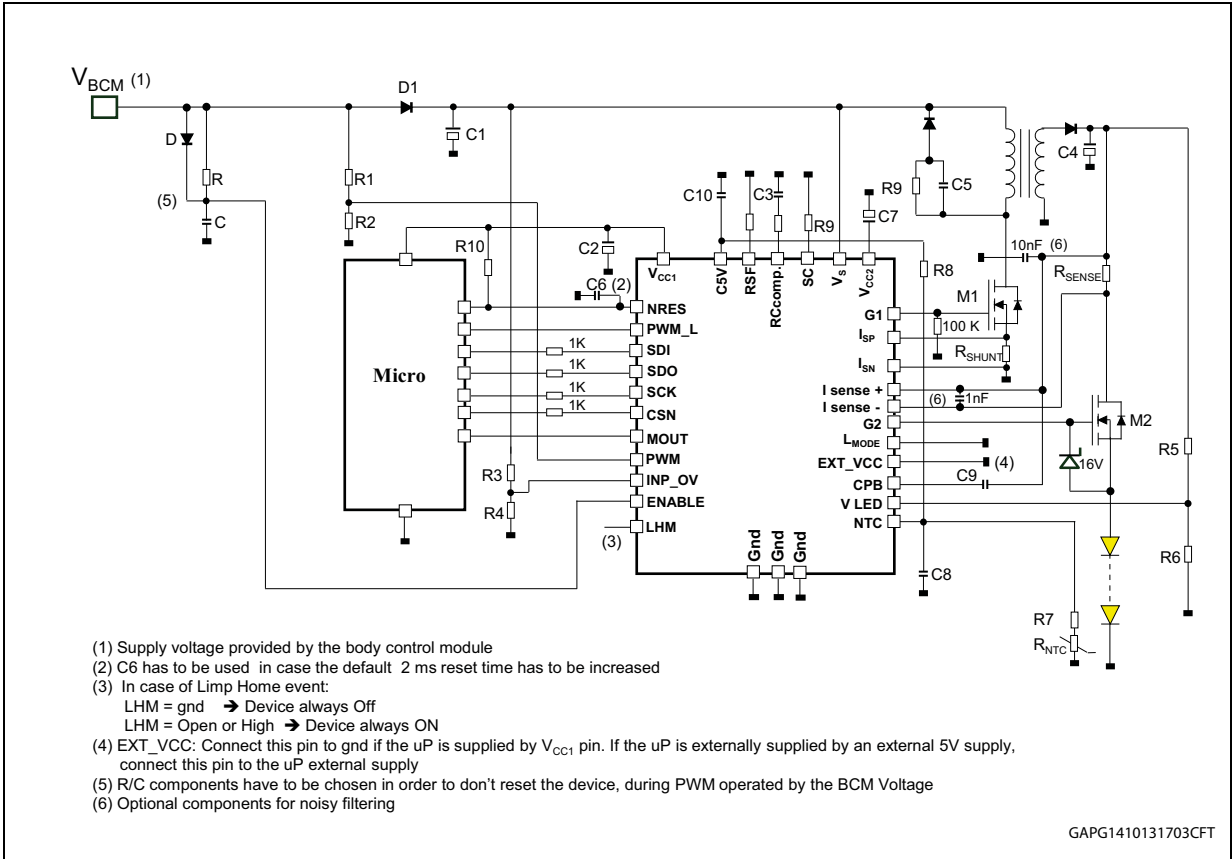 V_BCM (1)
D1
D
C1
R
R1
(5)
C
R2
R10
C2
C10
C3
R9
C7
R9
C5
C4
10nF (6)
R_SENSE
R8
M1
100 K
R_SHUNT
C6 (2)
V_CC1
C5V
RSF
RCcomp.
SC
V_S
V_CC2
NRES
PWM_L
SDI
SDO
SCK
CSN
MOUT
PWM
INP_OV
ENABLE
LHM
1K
1K
1K
1K
Micro
R3
R4
(3)
G1
I_SP
I_SN
I sense +
I sense -
G2
L_MODE
EXT_VCC
CPB
V LED
NTC
(6) 1nF
M2
16V
(4)
C9
R5
R6
Gnd
Gnd
Gnd
C8
R7
R_NTC
(1) Supply voltage provided by the body control module
(2) C6 has to be used in case the default 2 ms reset time has to be increased
(3) In case of Limp Home event:
LHM = gnd ➔ Device always Off
LHM = Open or High ➔ Device always ON
(4) EXT_VCC: Connect this pin to gnd if the uP is supplied by V_CC1 pin. If the uP is externally supplied by an external 5V supply,
connect this pin to the uP external supply
(5) R/C components have to be chosen in order to don't reset the device, during PWM operated by the BCM Voltage
(6) Optional components for noisy filtering
GAPG1410131703CFT